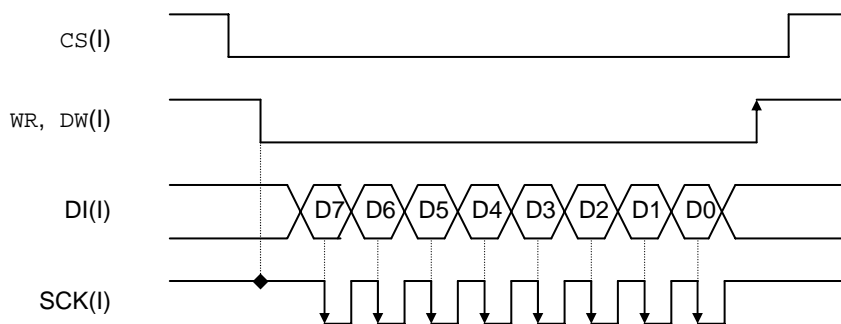 CS(I)
WR, DW(I)
DI(I) D7 D6 D5 D4 D3 D2 D1 D0
SCK(I)